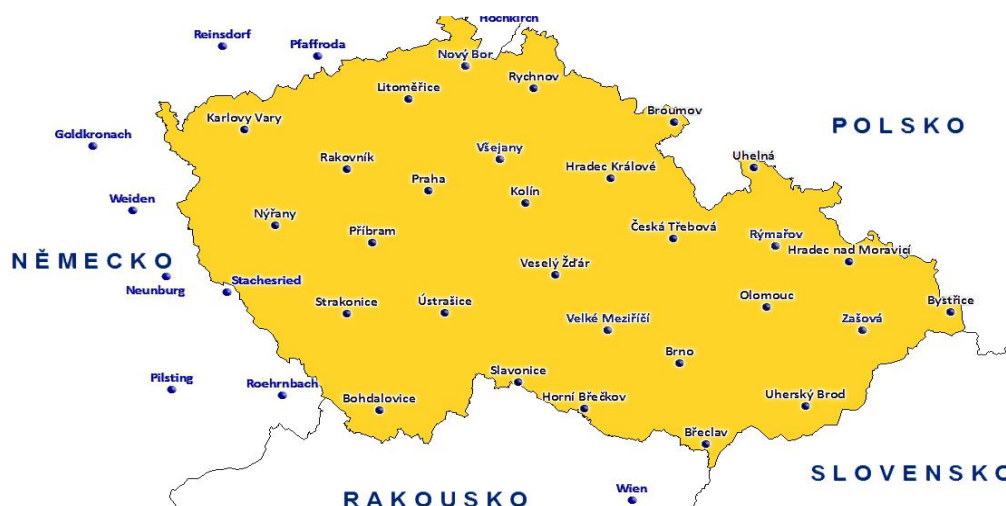 Hochkirch
Reinsdorf
Pfaffroda
Nový Bor
Rychnov
Litoměřice
Broumov
Karlovy Vary
POLSKO
Goldkronach
Všejany
Uhelná
Rakovník
Hradec Králové
Praha
Kolín
Weiden
Nýřany
Příbram
Česká Třebová
Rýmařov
Hradec nad Moravicí
NĚMECKO
Veselý Žďár
Stachesried
Neunburg
Strakonice
Ústrašice
Olomouc
Bystřice
Velké Meziříčí
Zašová
Brno
Slavonice
Pilsting
Roehrnbach
Bohdalovice
Horní Břečkov
Uherský Brod
Břeclav
SLOVENSKO
Wien
RAKOUSKO